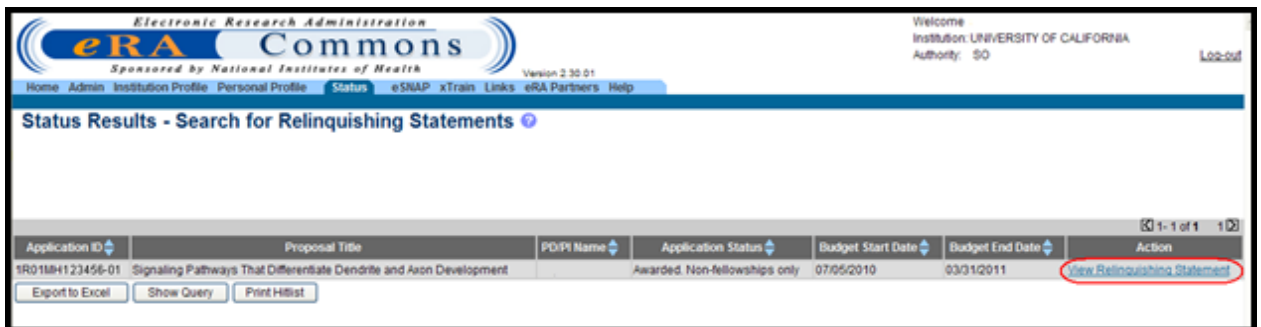 Electronic Research Administration
eRA Commons
Sponsored by National Institutes of Health
Version 2.30.01
Welcome
Institution: UNIVERSITY OF CALIFORNIA
Authority: SO
Log-out
Home Admin Institution Profile Personal Profile Status eSNAP xTrain Links eRA Partners Help
Status Results - Search for Relinquishing Statements ?
1-1 of 1 1
Application ID Proposal Title PD/PI Name Application Status Budget Start Date Budget End Date Action
1R01MH123456-01 Signaling Pathways That Differentiate Dendrite and Axon Development Awarded. Non-fellowships only 07/05/2010 03/31/2011 View Relinquishing Statement
Export to Excel Show Query Print Hitlist